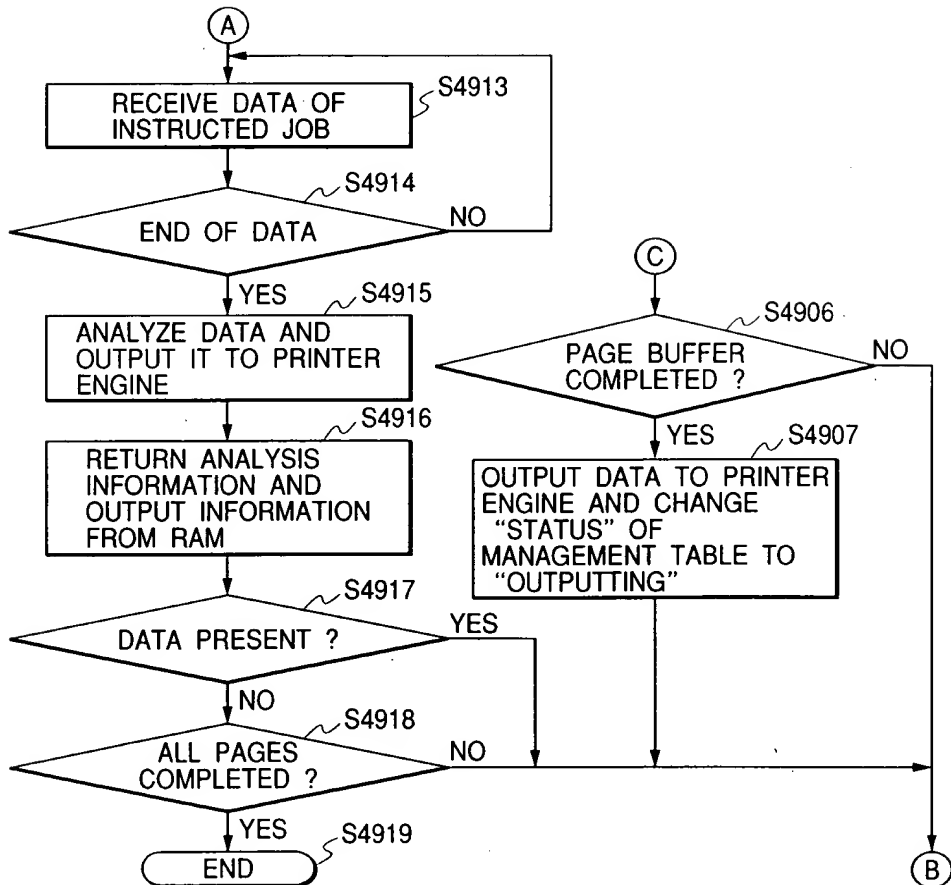 A
S4913
RECEIVE DATA OF
INSTRUCTED JOB
S4914
END OF DATA
NO
YES
S4915
ANALYZE DATA AND
OUTPUT IT TO PRINTER
ENGINE
S4916
RETURN ANALYSIS
INFORMATION AND
OUTPUT INFORMATION
FROM RAM
S4917
DATA PRESENT ?
YES
NO
S4918
ALL PAGES
COMPLETED ?
NO
YES
S4919
END
C
S4906
PAGE BUFFER
COMPLETED ?
NO
YES
S4907
OUTPUT DATA TO PRINTER
ENGINE AND CHANGE
“STATUS” OF
MANAGEMENT TABLE TO
“OUTPUTTING”
B